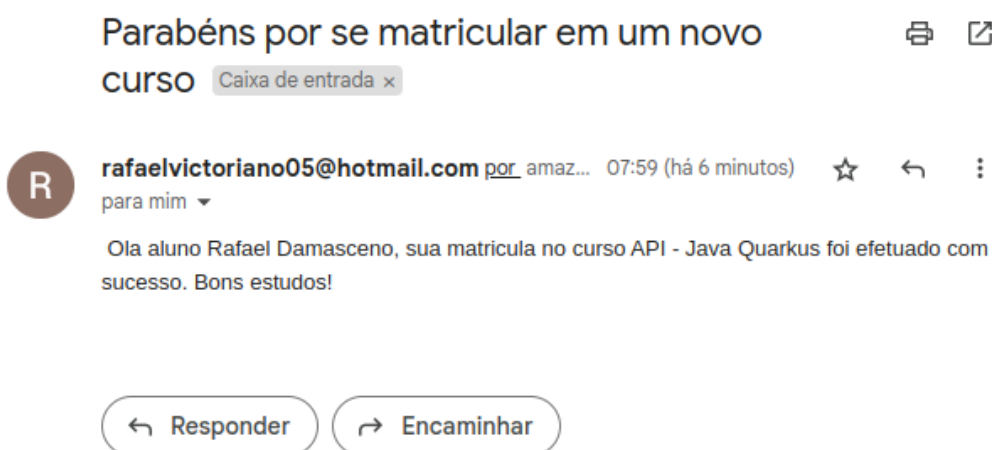 Parabéns por se matricular em um novo
curso Caixa de entrada ×
R
rafaelvictoriano05@hotmail.com por amaz... 07:59 (há 6 minutos)
para mim
Ola aluno Rafael Damasceno, sua matricula no curso API - Java Quarkus foi efetuado com
sucesso. Bons estudos!
Responder Encaminhar